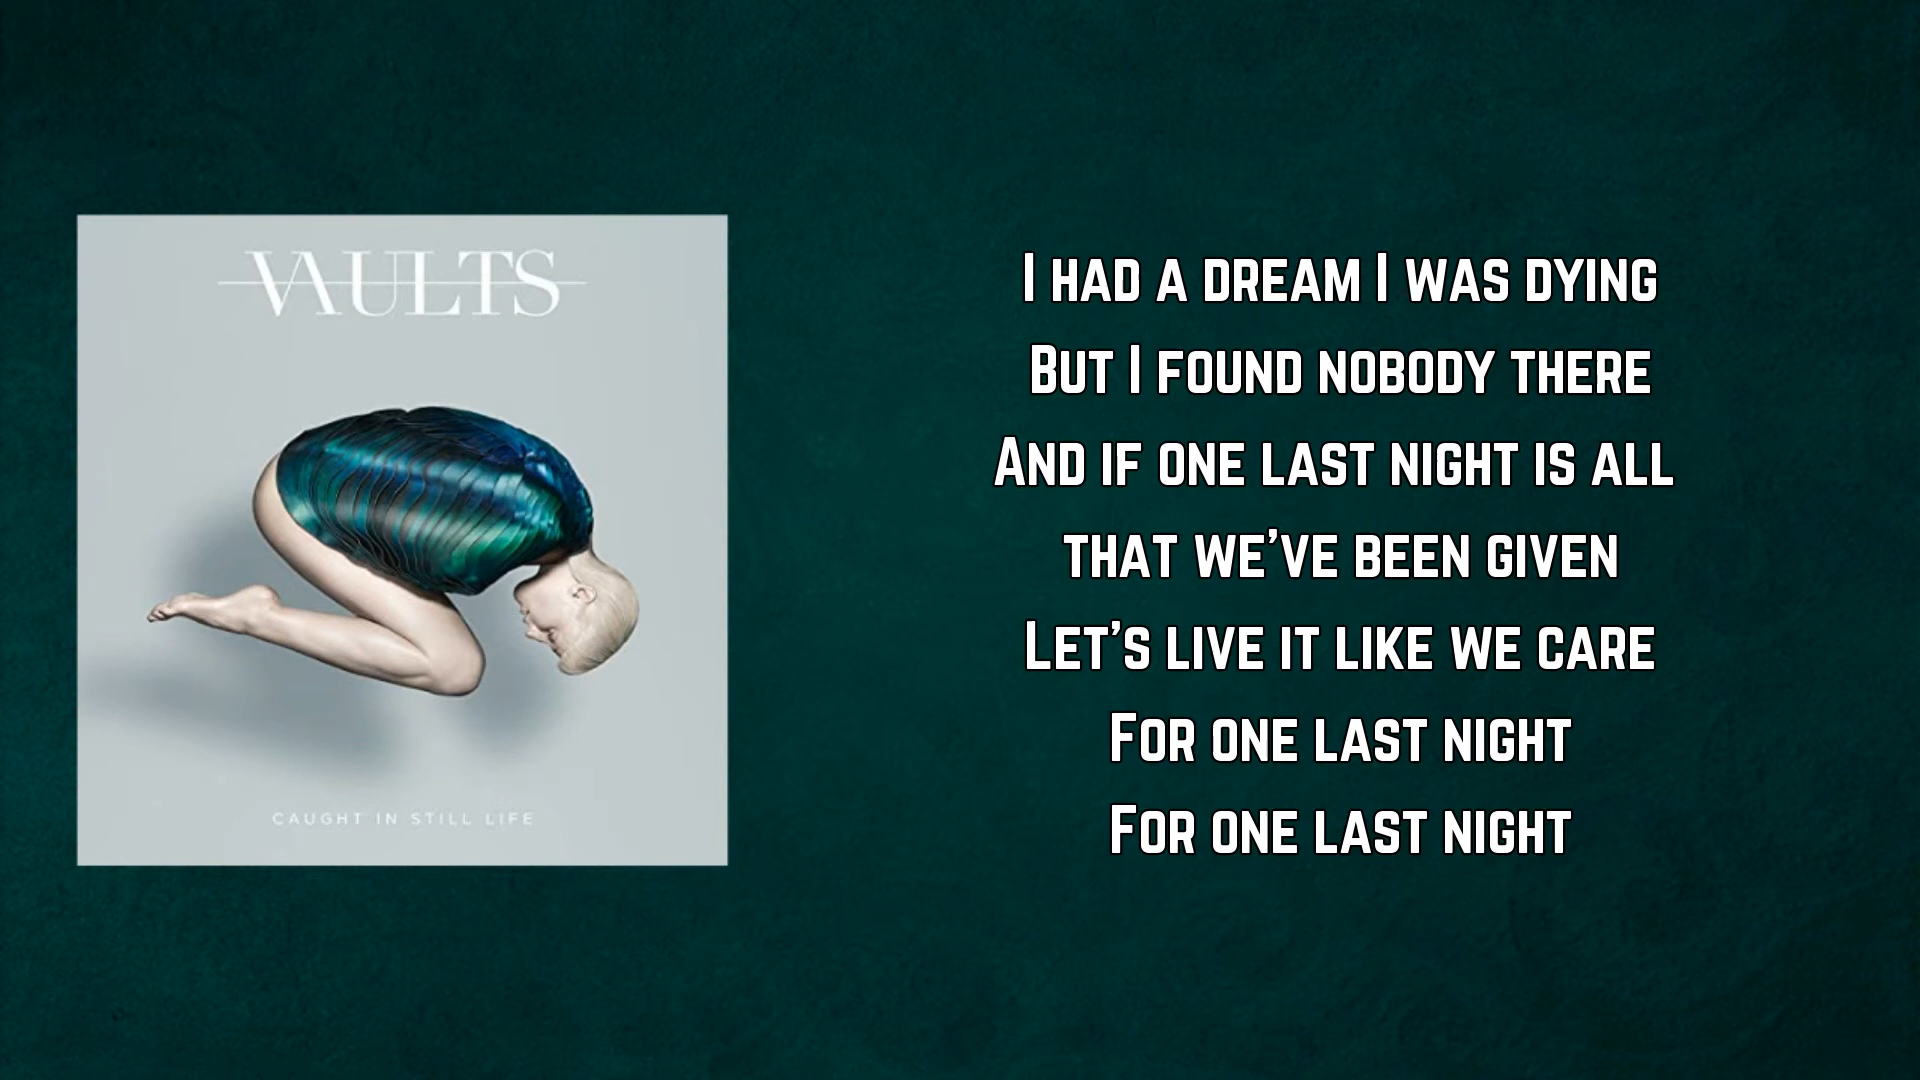 VAULTS
CAUGHT IN STILL LIFE
I HAD A DREAM I WAS DYING
BUT I FOUND NOBODY THERE
AND IF ONE LAST NIGHT IS ALL
THAT WE'VE BEEN GIVEN
LET'S LIVE IT LIKE WE CARE
FOR ONE LAST NIGHT
FOR ONE LAST NIGHT